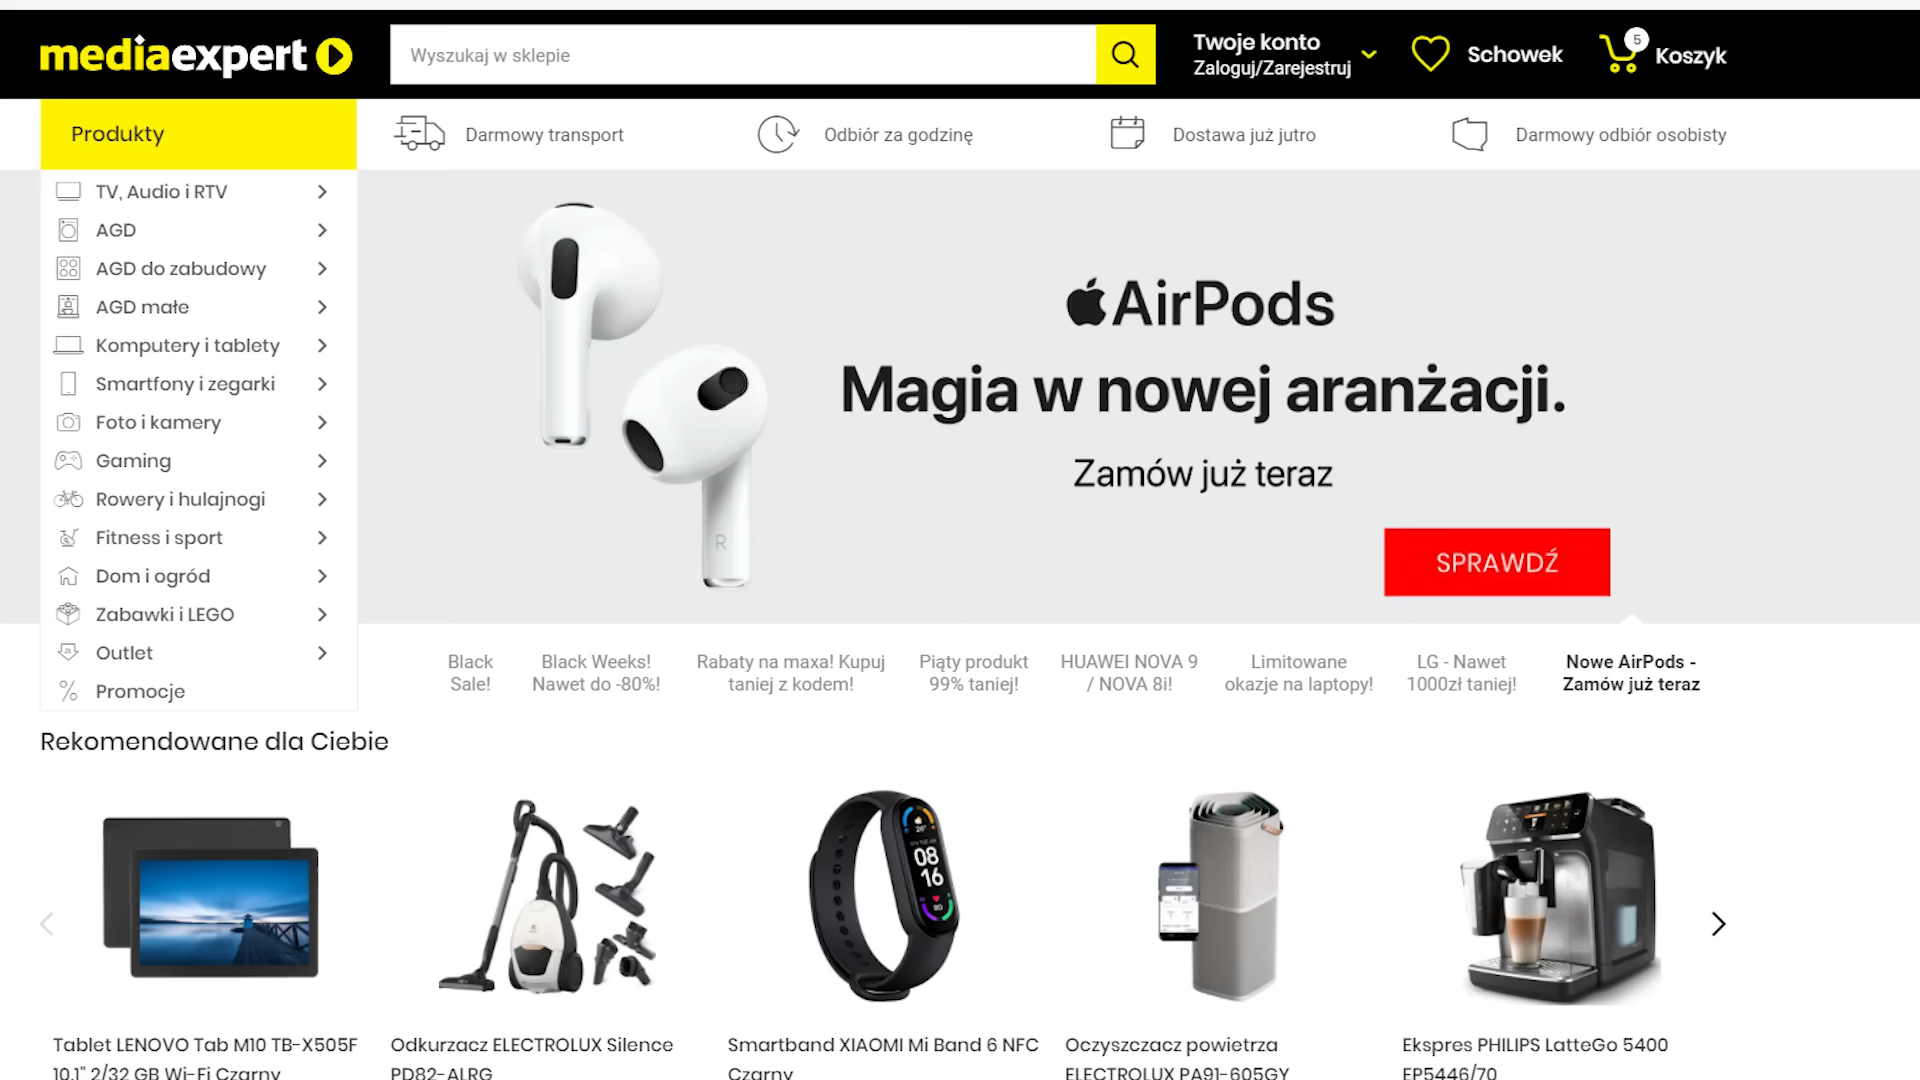 mediaexpert
Wyszukaj w sklepie
Twoje konto
Zaloguj/Zarejestruj
Schowek
5
Koszyk
Produkty
Darmowy transport
Odbiór za godzinę
Dostawa już jutro
Darmowy odbiór osobisty
TV, Audio i RTV
AGD
AGD do zabudowy
AGD małe
Komputery i tablety
Smartfony i zegarki
Foto i kamery
Gaming
Rowery i hulajnogi
Fitness i sport
Dom i ogród
Zabawki i LEGO
Outlet
Promocje
AirPods
Magia w nowej aranżacji.
Zamów już teraz
R
SPRAWDŹ
Black
Sale!
Black Weeks!
Nawet do -80%!
Rabaty na maxa! Kupuj
taniej z kodem!
Piąty produkt
99% taniej!
HUAWEI NOVA 9
/ NOVA 8i!
Limitowane
okazje na laptopy!
LG - Nawet
1000zł taniej!
Nowe AirPods -
Zamów już teraz
Rekomendowane dla Ciebie
08
16
Tablet LENOVO Tab M10 TB-X505F
10.1" 2/32 GB Wi-Fi Czarny
Odkurzacz ELECTROLUX Silence
PD82-ALRG
Smartband XIAOMI Mi Band 6 NFC
Czarny
Oczyszczacz powietrza
ELECTROLUX PA91-605GY
Ekspres PHILIPS LatteGo 5400
EP5446/70